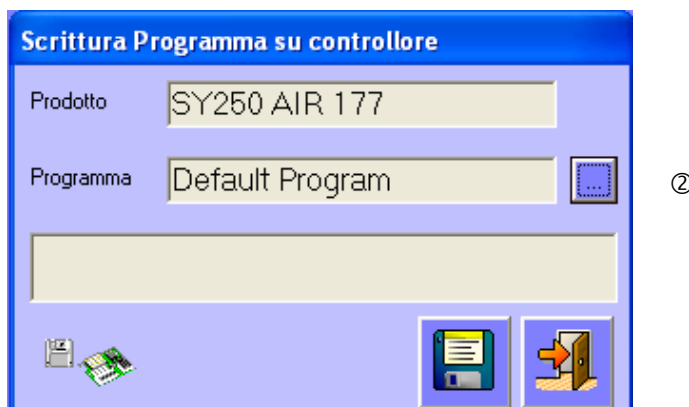 Scrittura Programma su controllore
Prodotto SY250 AIR 177
Programma Default Program ... ②